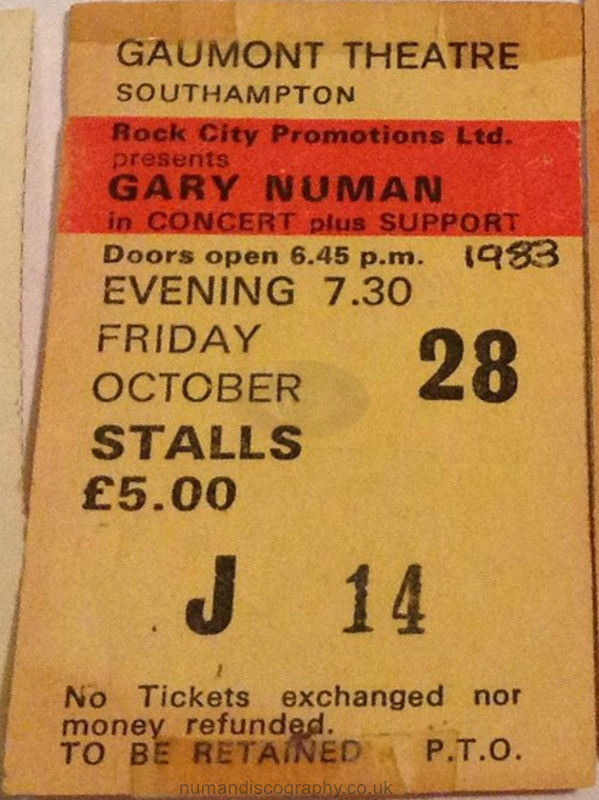 GAUMONT THEATRE
SOUTHAMPTON
Rock City Promotions Ltd.
presents
GARY NUMAN
in CONCERT plus SUPPORT
Doors open 6.45 p.m. 1983
EVENING 7.30
FRIDAY
OCTOBER 28
STALLS
£5.00
J 14
No Tickets exchanged nor
money refunded.
TO BE RETAINED P.T.O.
numandiscography.co.uk